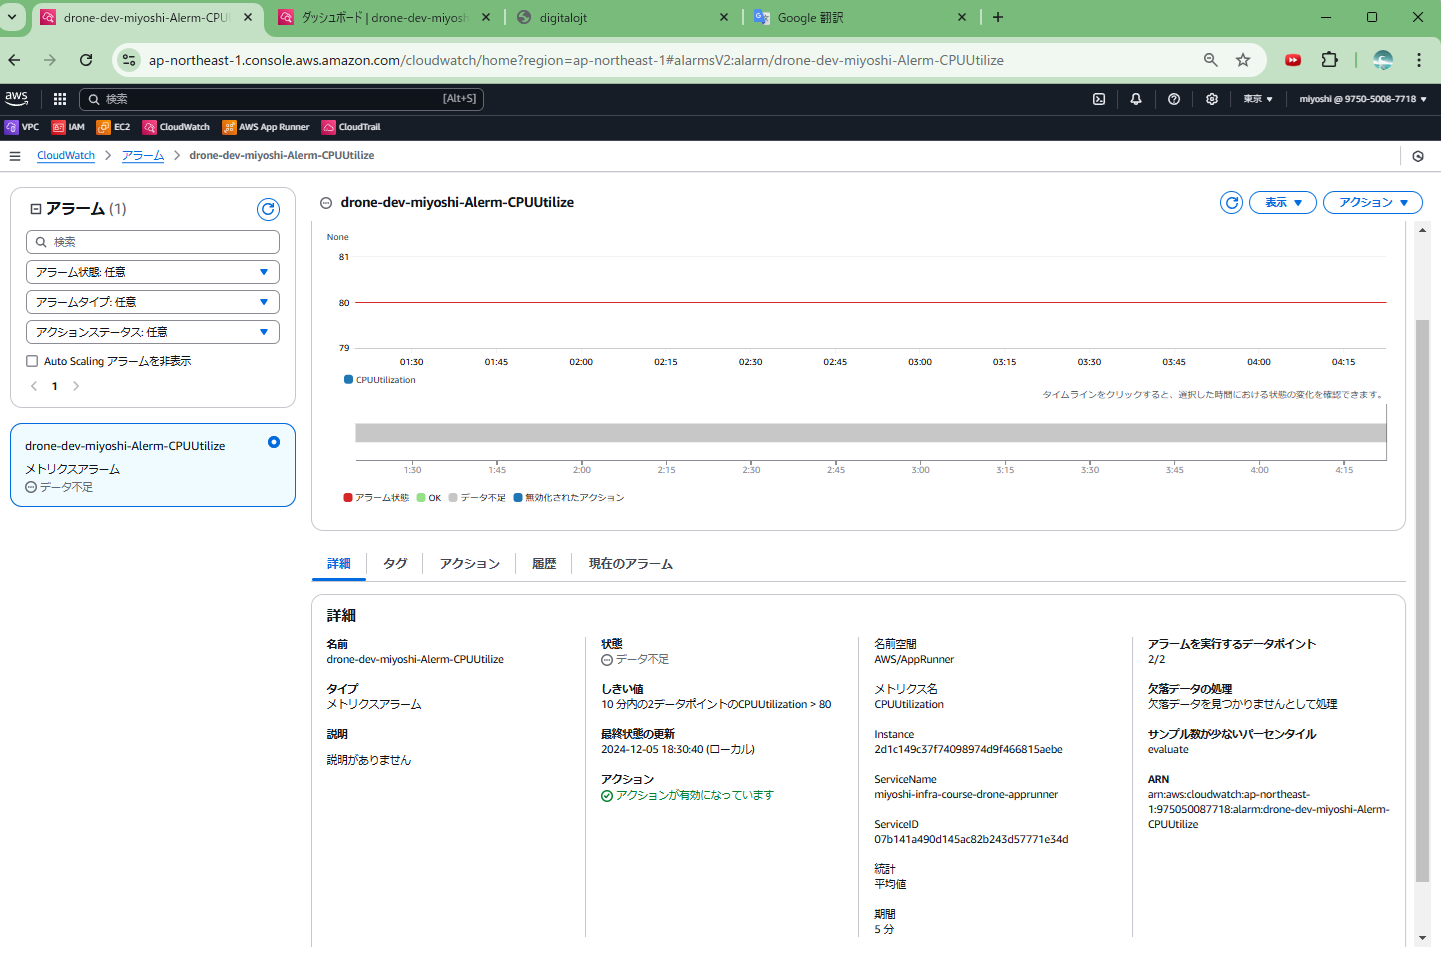 drone-dev-miyoshi-Alerm-CPUU
ダッシュボード | drone-dev-miyosh
digitalojt
Google 翻訳
ap-northeast-1.console.aws.amazon.com/cloudwatch/home?region=ap-northeast-1#alarmsV2:alarm/drone-dev-miyoshi-Alerm-CPUUtilize
aws
検索
[Alt+S]
東京
miyoshi @ 9750-5008-7718
VPC
IAM
EC2
CloudWatch
AWS App Runner
CloudTrail
CloudWatch
アラーム
drone-dev-miyoshi-Alerm-CPUUtilize
アラーム (1)
検索
アラーム状態: 任意
アラームタイプ: 任意
アクションステータス: 任意
Auto Scaling アラームを非表示
1
drone-dev-miyoshi-Alerm-CPUUtilize
メトリクスアラーム
データ不足
drone-dev-miyoshi-Alerm-CPUUtilize
表示
アクション
None
81
80
79
01:30 01:45 02:00 02:15 02:30 02:45 03:00 03:15 03:30 03:45 04:00 04:15
CPUUtilization
タイムラインをクリックすると、選択した時間における状態の変化を確認できます。
1:30 1:45 2:00 2:15 2:30 2:45 3:00 3:15 3:30 3:45 4:00 4:15
アラーム状態 OK データ不足 無効化されたアクション
詳細
タグ
アクション
履歴
現在のアラーム
詳細
名前
drone-dev-miyoshi-Alerm-CPUUtilize
タイプ
メトリクスアラーム
説明
説明がありません
状態
データ不足
しきい値
10 分内の2データポイントのCPUUtilization > 80
最終状態の更新
2024-12-05 18:30:40 (ローカル)
アクション
アクションが有効になっています
名前空間
AWS/AppRunner
メトリクス名
CPUUtilization
Instance
2d1c149c37f74098974d9f466815aebe
ServiceName
miyoshi-infra-course-drone-apprunner
ServiceID
07b141a490d145ac82b243d57771e34d
統計
平均値
期間
5 分
アラームを実行するデータポイント
2/2
欠落データの処理
欠落データを見つかりませんとして処理
サンプル数が少ないパーセンタイル
evaluate
ARN
arn:aws:cloudwatch:ap-northeast-
1:975050087718:alarm:drone-dev-miyoshi-Alerm-
CPUUtilize